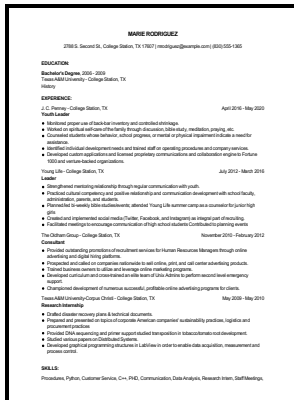 MARIE RODRIGUEZ
2788 S. Second St., College Station, TX 17807 | mrodriguez@example.com | (830) 555-1365
EDUCATION:
Bachelor's Degree, 2006 - 2009
Texas A&M University - College Station, TX
History
EXPERIENCE:
J. C. Penney - College Station, TX April 2016 - May 2020
Youth Leader
● Monitored proper use of back-bar inventory and controlled shrinkage.
● Worked on spiritual self-care of the family through discussion, bible study, meditation, praying, etc.
● Counseled students whose behavior, school progress, or mental or physical impairment indicate a need for
assistance.
● Identified individual development needs and trained staff on operating procedures and company services.
● Developed custom applications and licensed proprietary communications and collaboration engine to Fortune
1000 and venture-backed organizations.
Young Life - College Station, TX July 2012 - March 2016
Leader
● Strengthened mentoring relationship through regular communication with youth.
● Practiced cultural competency and positive relationship and communication development with school faculty,
administration, parents, and students.
● Planned fed bi-weekly bible studies/events; attended Young Life summer camp as a counselor for junior high
girls.
● Created and implemented social media (Twitter, Facebook, and Instagram) as integral part of recruiting.
● Facilitated meetings to encourage communication of high school students Contributed to planning events
The Oldham Group - College Station, TX November 2010 - February 2012
Consultant
● Provided outstanding promotions of recruitment services for Human Resources Managers through online
advertising and digital hiring platforms.
● Prospected and called on companies nationwide to sell online, print, and call center advertising products.
● Trained business owners to utilize and leverage online marketing programs.
● Developed curriculum and cross-trained an elite team of Unix Admins to perform second level emergency
support.
● Championed development of numerous successful, profitable online advertising programs for clients.
Texas A&M University-Corpus Christi - College Station, TX May 2009 - May 2010
Research Internship
● Drafted disaster recovery plans & technical documents.
● Prepared and presented on topics of corporate American companies' sustainability practices, logistics and
procurement practices
● Provided DNA sequencing and primer support studied transposition in tobacco/tomato root development.
● Studied various papers on Distributed Systems.
● Developed graphical programming structures in LabView in order to enable data acquisition, measurement and
process control.
SKILLS:
Procedures, Python, Customer Service, C++, PHD, Communication, Data Analysis, Research Intern, Staff Meetings,